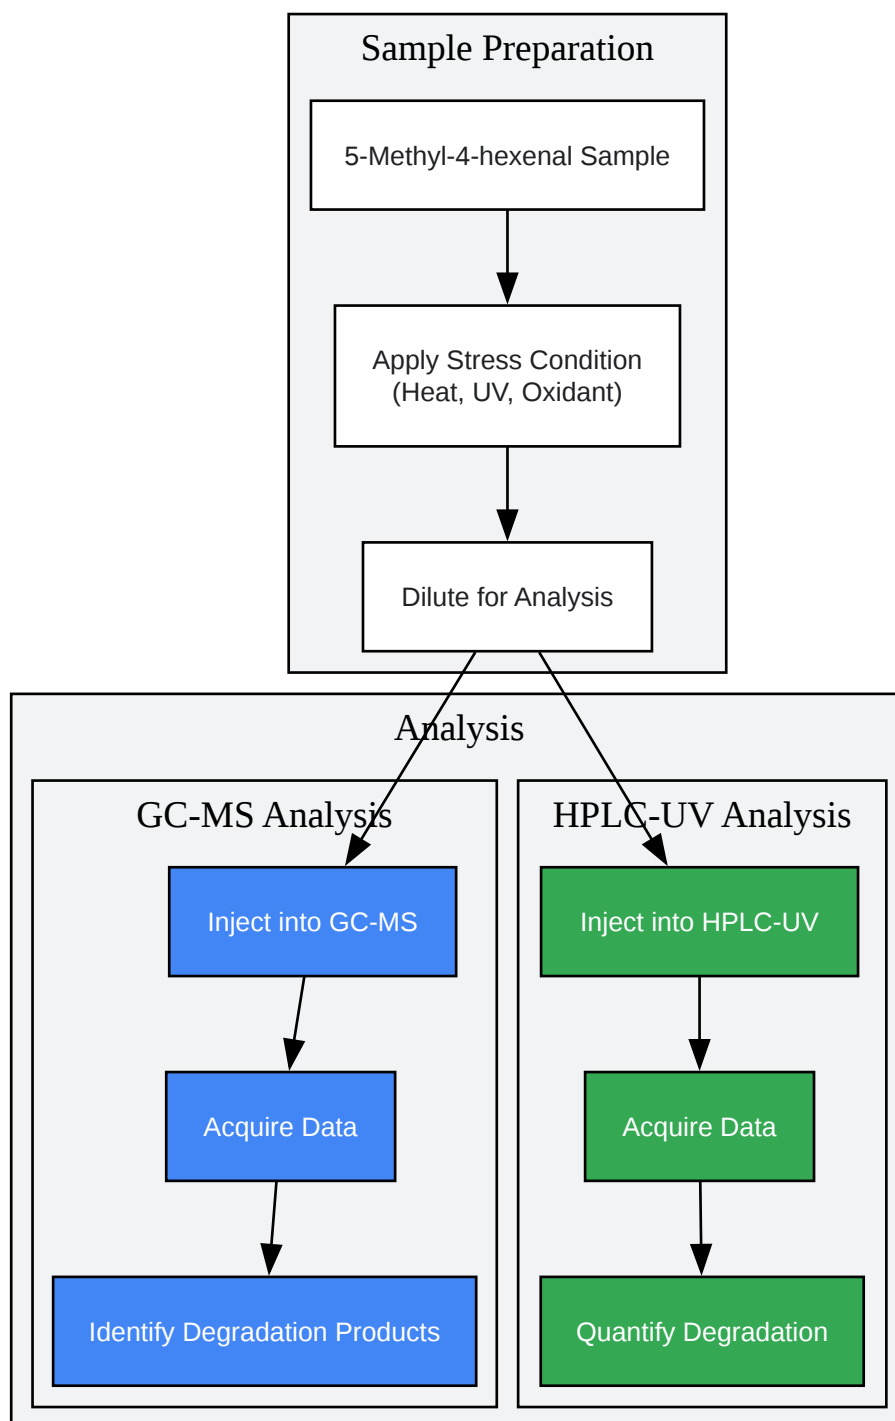 Sample Preparation
5-Methyl-4-hexenal Sample
Apply Stress Condition
(Heat, UV, Oxidant)
Dilute for Analysis
Analysis
GC-MS Analysis
Inject into GC-MS
Acquire Data
Identify Degradation Products
HPLC-UV Analysis
Inject into HPLC-UV
Acquire Data
Quantify Degradation